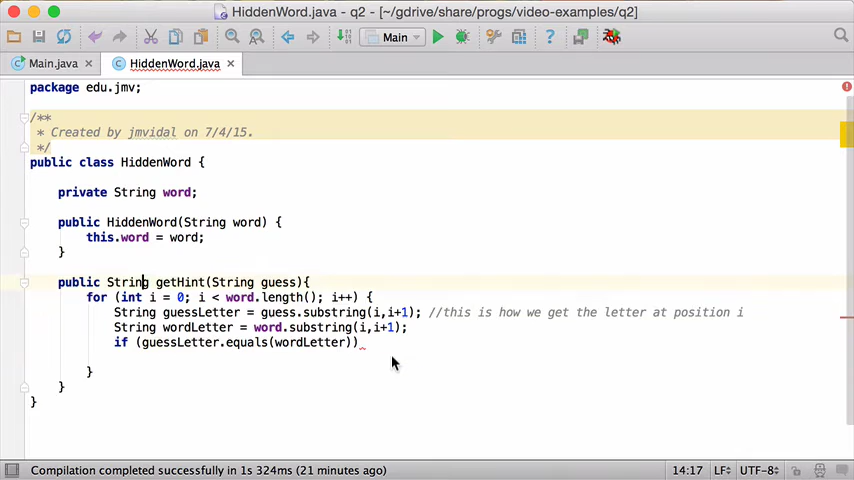 HiddenWord.java - q2 - [~/gdrive/share/progs/video-examples/q2]
Main
Main.java
HiddenWord.java
package edu.jmv;
/**
* Created by jmvidal on 7/4/15.
*/
public class HiddenWord {
private String word;
public HiddenWord(String word) {
this.word = word;
}
public String getHint(String guess){
for (int i = 0; i < word.length(); i++) {
String guessLetter = guess.substring(i,i+1); //this is how we get the letter at position i
String wordLetter = word.substring(i,i+1);
if (guessLetter.equals(wordLetter))
}
}
}
Compilation completed successfully in 1s 324ms (21 minutes ago) 14:17 LF÷ UTF-8÷